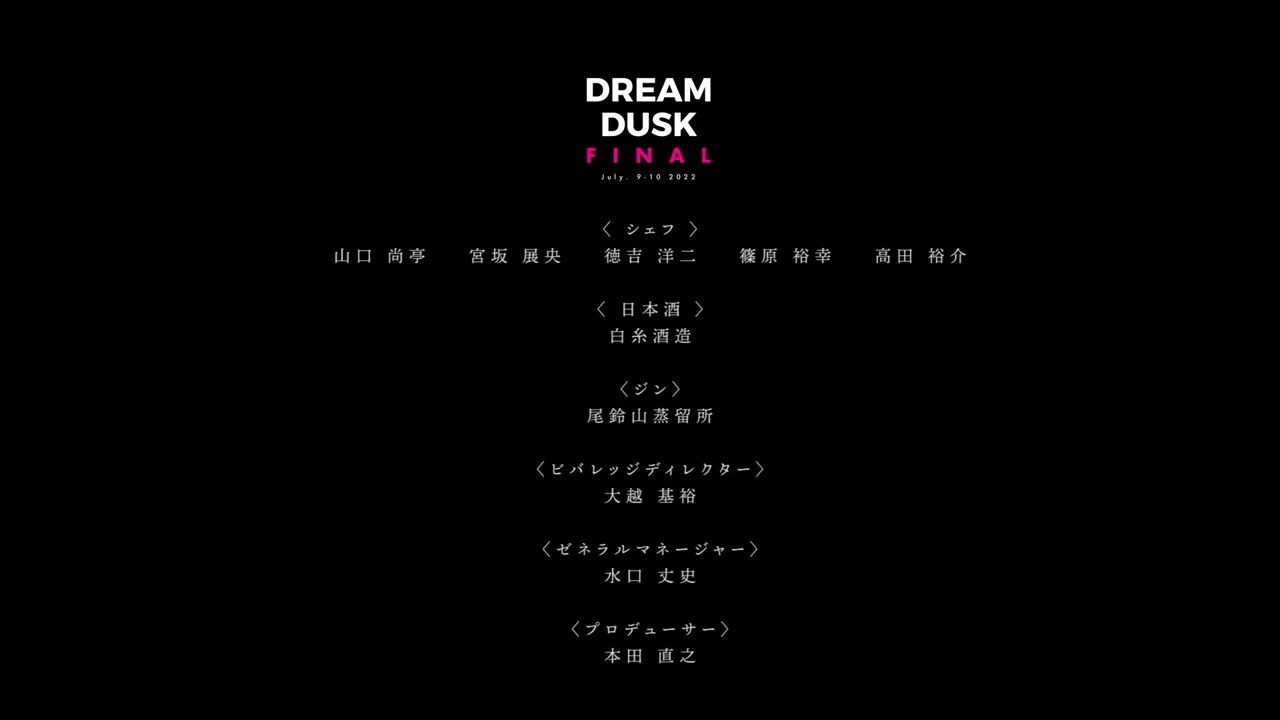 DREAM
DUSK
FINAL
July. 9-10 2022
〈 シェフ 〉
山口 尚亭 宮坂 展央 徳吉 洋二 篠原 裕幸 高田 裕介
〈 日本酒 〉
白糸酒造
〈ジン〉
尾鈴山蒸留所
〈ビバレッジディレクター〉
大越 基裕
〈ゼネラルマネージャー〉
水口 丈史
〈プロデューサー〉
本田 直之